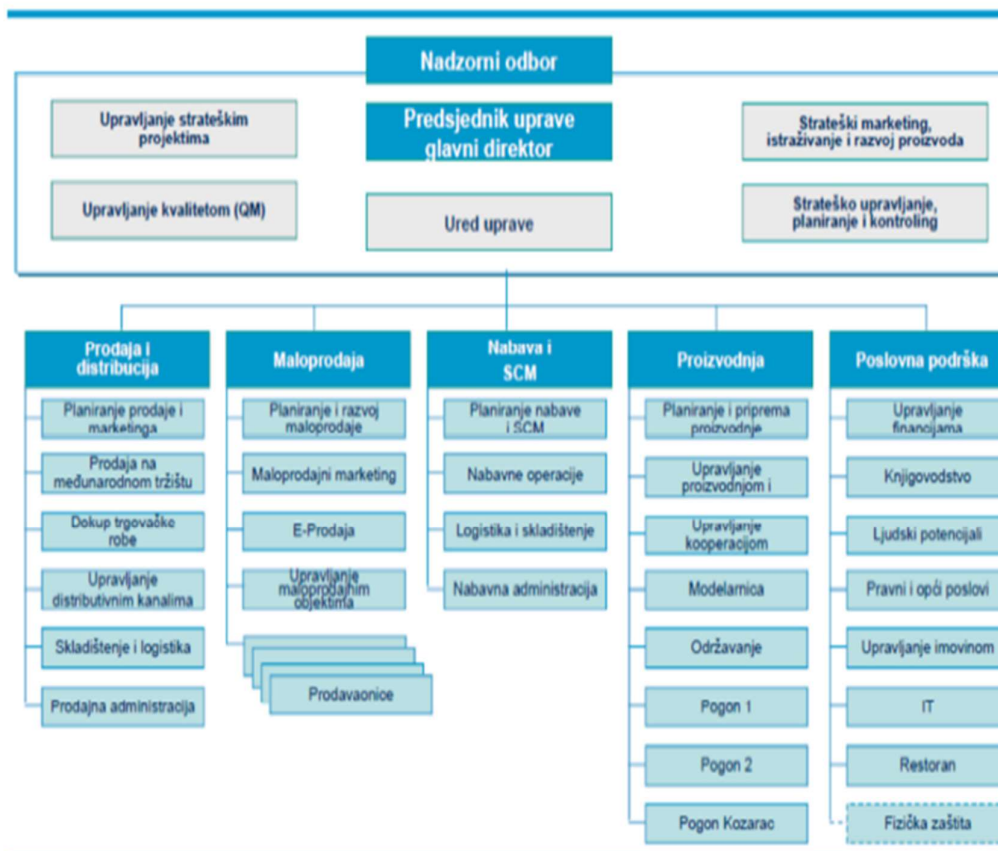 Nadzorni odbor
Upravljanje strateškim
projektima
Predsjednik uprave
glavni direktor
Strateški marketing,
istraživanje i razvoj proizvoda
Upravljanje kvalitetom (QM)
Ured uprave
Strateško upravljanje,
planiranje i kontroling
Prodaja i
distribucija
Planiranje prodaje i
marketinga
Prodaja na
međunarodnom tržištu
Dokup trgovačke
robe
Upravljanje
distributivnim kanalima
Skladištenje i logistika
Prodajna administracija
Maloprodaja
Planiranje i razvoj
maloprodaje
Maloprodajni marketing
E-Prodaja
Upravljanje
maloprodajnim
objektima
Prodavaonice
Nabava i
SCM
Planiranje nabave
i SCM
Nabavne operacije
Logistika i skladištenje
Nabavna administracija
Proizvodnja
Planiranje i priprema
proizvodnje
Upravljanje
proizvodnjom i
Upravljanje
kooperacijom
Modelarnica
Održavanje
Pogon 1
Pogon 2
Pogon Kozarac
Poslovna podrška
Upravljanje
financijama
Knjigovodstvo
Ljudski potencijali
Pravni i opći poslovi
Upravljanje imovinom
IT
Restoran
Fizička zaštita